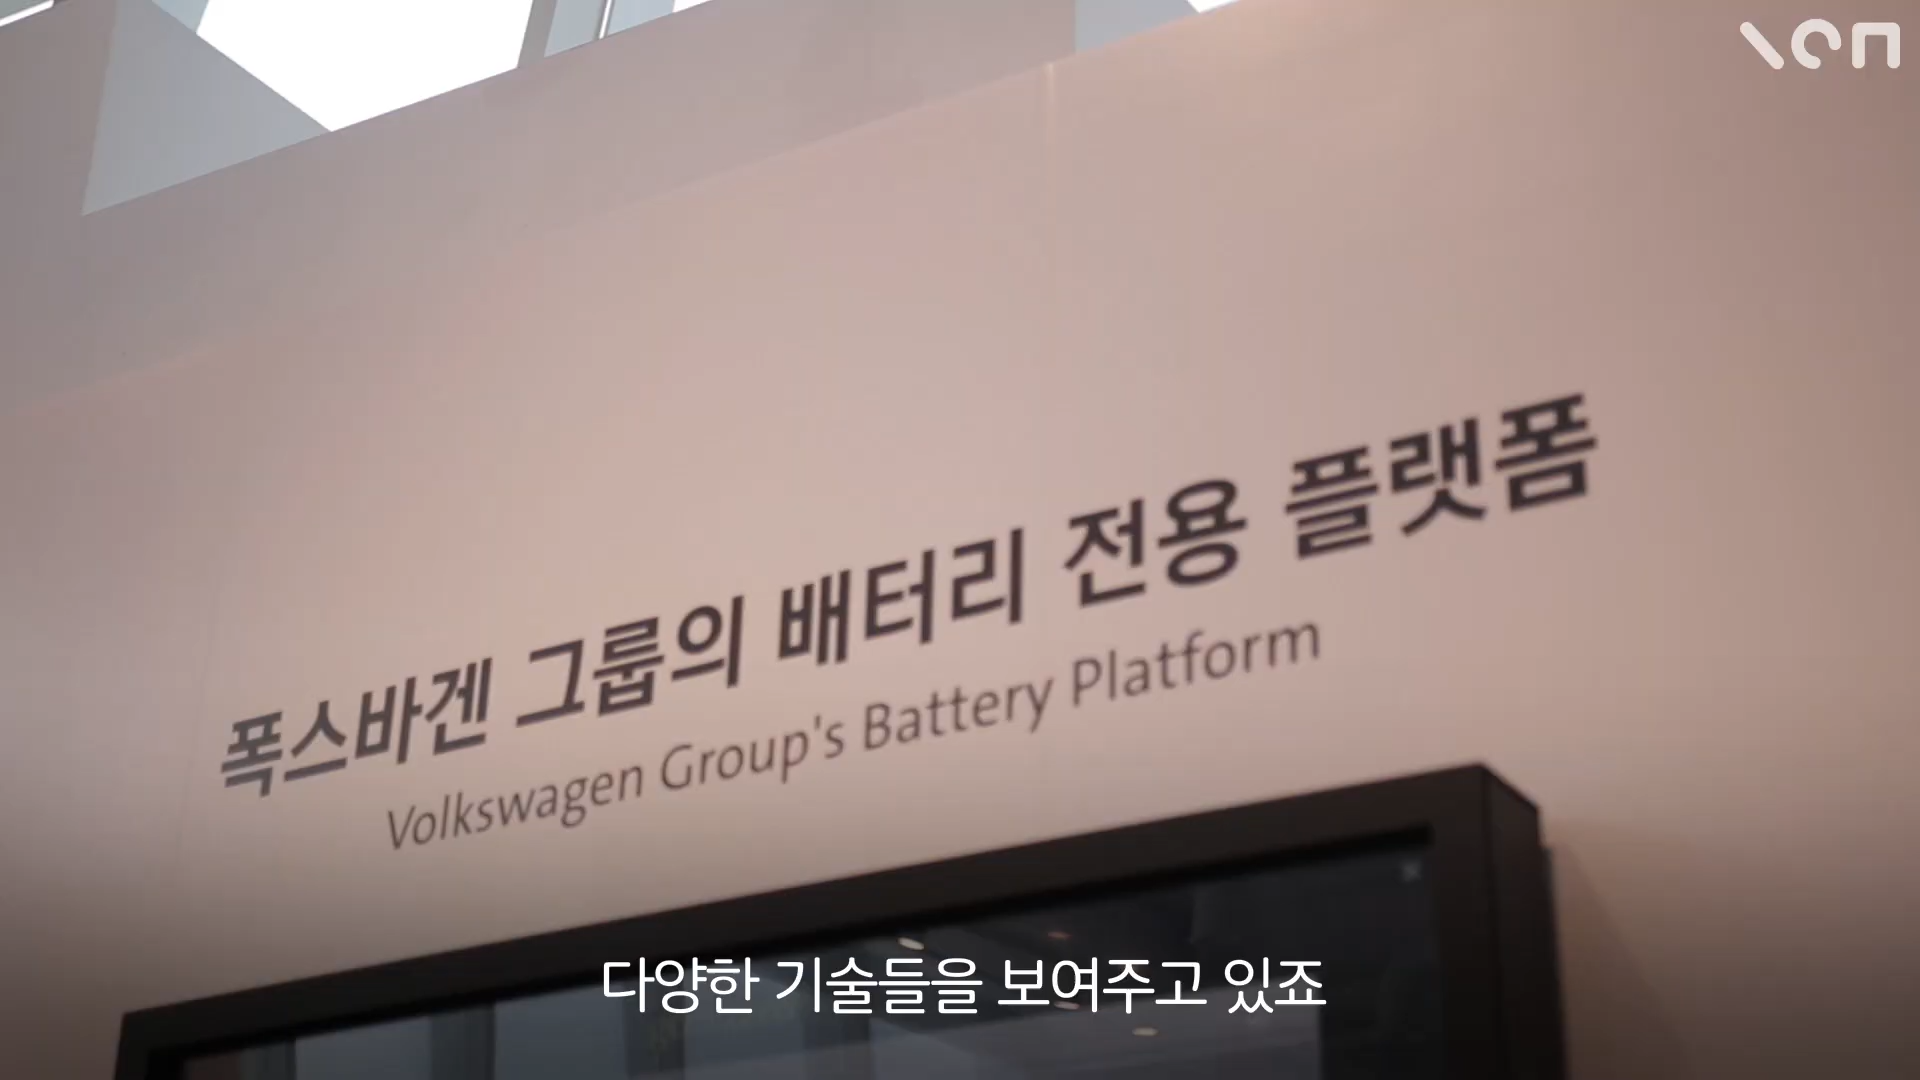 폭스바겐 그룹의 배터리 전용 플랫폼
Volkswagen Group's Battery Platform
다양한 기술들을 보여주고 있죠